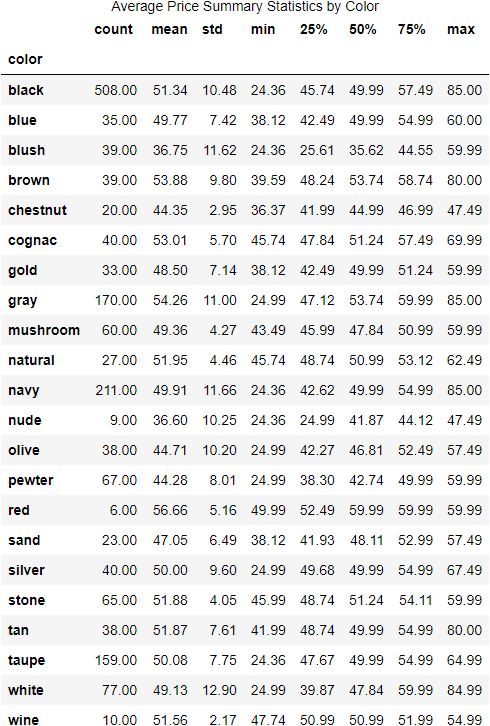 Average Price Summary Statistics by Color
count mean std min 25% 50% 75% max
color
black 508.00 51.34 10.48 24.36 45.74 49.99 57.49 85.00
blue 35.00 49.77 7.42 38.12 42.49 49.99 54.99 60.00
blush 39.00 36.75 11.62 24.36 25.61 35.62 44.55 59.99
brown 39.00 53.88 9.80 39.59 48.24 53.74 58.74 80.00
chestnut 20.00 44.35 2.95 36.37 41.99 44.99 46.99 47.49
cognac 40.00 53.01 5.70 45.74 47.84 51.24 57.49 69.99
gold 33.00 48.50 7.14 38.12 42.49 49.99 51.24 59.99
gray 170.00 54.26 11.00 24.99 47.12 53.74 59.99 85.00
mushroom 60.00 49.36 4.27 43.49 45.99 47.84 50.99 59.99
natural 27.00 51.95 4.46 45.74 48.74 50.99 53.12 62.49
navy 211.00 49.91 11.66 24.36 42.62 49.99 54.99 85.00
nude 9.00 36.60 10.25 24.36 24.99 41.87 44.12 47.49
olive 38.00 44.71 10.20 24.99 42.27 46.81 52.49 57.49
pewter 67.00 44.28 8.01 24.99 38.30 42.74 49.99 59.99
red 6.00 56.66 5.16 49.99 52.49 59.99 59.99 59.99
sand 23.00 47.05 6.49 38.12 41.93 48.11 52.99 57.49
silver 40.00 50.00 9.60 24.99 49.68 49.99 54.99 67.49
stone 65.00 51.88 4.05 45.99 48.74 51.24 54.11 59.99
tan 38.00 51.87 7.61 41.99 48.74 49.99 54.99 80.00
taupe 159.00 50.08 7.75 24.36 47.67 49.99 54.99 64.99
white 77.00 49.13 12.90 24.99 39.87 47.84 59.99 84.99
wine 10.00 51.56 2.17 47.74 50.99 50.99 51.99 54.99